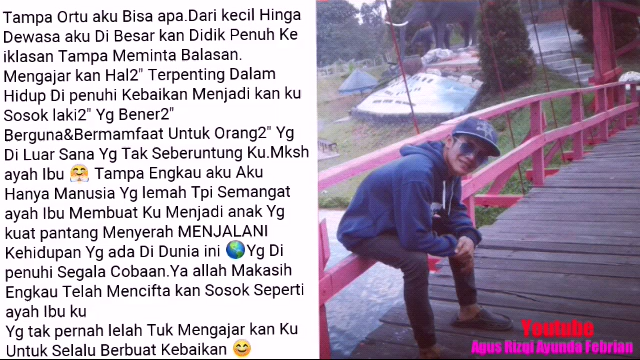 Tampa Ortu aku Bisa apa.Dari kecil Hinga
Dewasa aku Di Besar kan Didik Penuh Ke
iklasan Tampa Meminta Balasan.
Mengajar kan Hal2" Terpenting Dalam
Hidup Di penuhi Kebaikan Menjadi kan ku
Sosok laki2" Yg Bener2"
Berguna&Bermamfaat Untuk Orang2" Yg
Di Luar Sana Yg Tak Seberuntung Ku.Mksh
ayah Ibu 🤗 Tampa Engkau aku Aku
Hanya Manusia Yg lemah Tpi Semangat
ayah Ibu Membuat Ku Menjadi anak Yg
kuat pantang Menyerah MENJALANI
Kehidupan Yg ada Di Dunia ini 🌎Yg Di
penuhi Segala Cobaan.Ya allah Makasih
Engkau Telah Mencifta kan Sosok Seperti
ayah Ibu ku
Yg tak pernah lelah Tuk Mengajar kan Ku
Untuk Selalu Berbuat Kebaikan 😊
Youtube
Agus Rizqi Ayunda Febrian